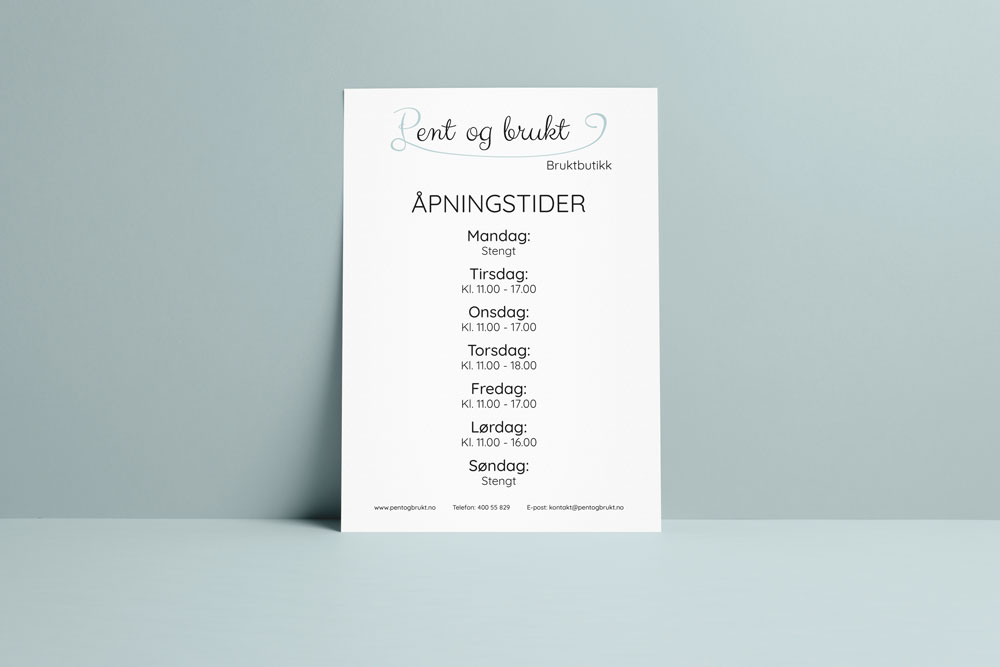 Pent og brukt
Bruktbutikk
ÅPNINGSTIDER
Mandag:
Stengt
Tirsdag:
Kl. 11.00 - 17.00
Onsdag:
Kl. 11.00 - 17.00
Torsdag:
Kl. 11.00 - 18.00
Fredag:
Kl. 11.00 - 17.00
Lørdag:
Kl. 11.00 - 16.00
Søndag:
Stengt
www.pentogbrukt.no Telefon: 400 55 829 E-post: kontakt@pentogbrukt.no